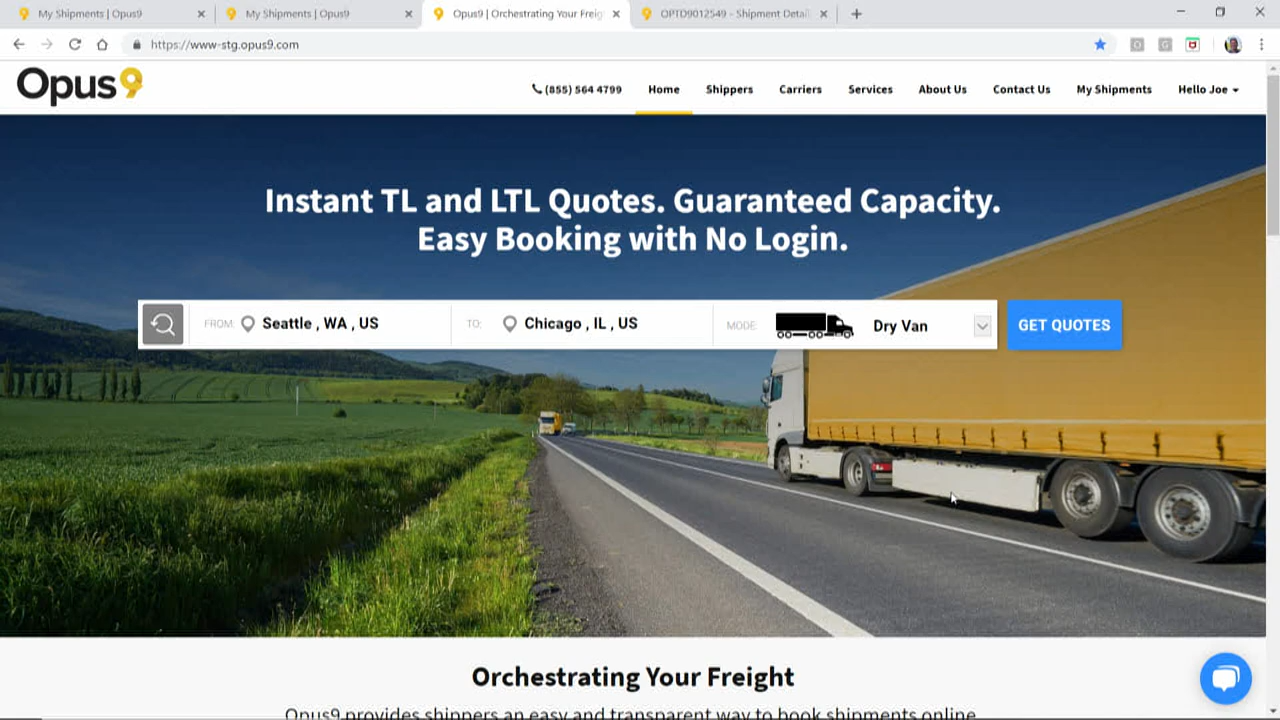 My Shipments | Opus9
My Shipments | Opus9
Opus9 | Orchestrating Your Freig
OPTD9012549 - Shipment Detail
https://www-stg.opus9.com
Opus9
(855) 564 4799
Home
Shippers
Carriers
Services
About Us
Contact Us
My Shipments
Hello Joe
Instant TL and LTL Quotes. Guaranteed Capacity.
Easy Booking with No Login.
FROM: Seattle , WA , US
TO: Chicago , IL , US
MODE: Dry Van
GET QUOTES
Orchestrating Your Freight
Opus9 provides shippers an easy and transparent way to book shipments online